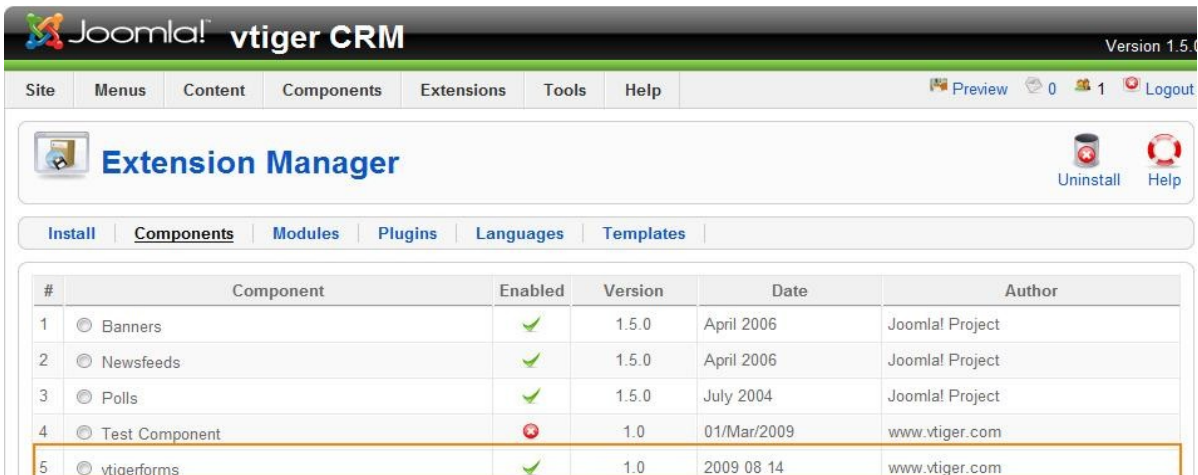 Joomla! vtiger CRM
Version 1.5.0
Site Menus Content Components Extensions Tools Help Preview 0 1 Logout
Extension Manager
Uninstall Help
Install Components Modules Plugins Languages Templates
# Component Enabled Version Date Author
1 Banners 1.5.0 April 2006 Joomla! Project
2 Newsfeeds 1.5.0 April 2006 Joomla! Project
3 Polls 1.5.0 July 2004 Joomla! Project
4 Test Component 1.0 01/Mar/2009 www.vtiger.com
5 vtigerforms 1.0 2009 08 14 www.vtiger.com